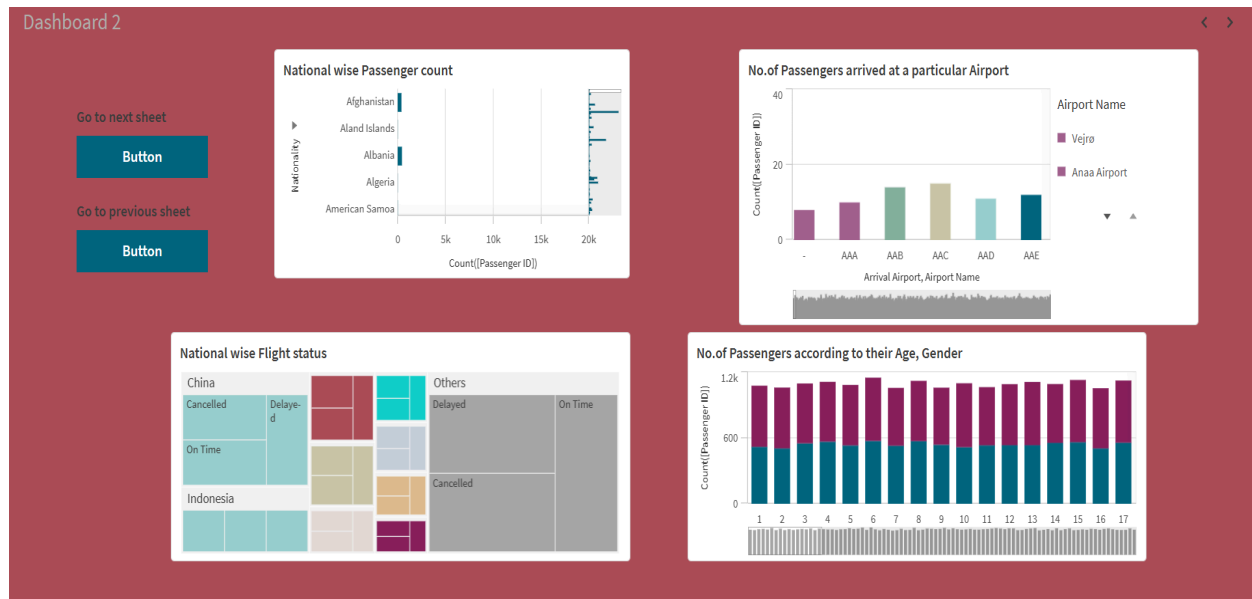 Dashboard 2
Go to next sheet
Button
Go to previous sheet
Button
National wise Passenger count
Nationality
Afghanistan
Aland Islands
Albania
Algeria
American Samoa
0 5k 10k 15k 20k
Count([Passenger ID])
No.of Passengers arrived at a particular Airport
Count([Passenger ID])
40
20
0
- AAA AAB AAC AAD AAE
Arrival Airport, Airport Name
Airport Name
Vejrø
Anaa Airport
National wise Flight status
China
Cancelled
Delaye-
d
On Time
Indonesia
Others
Delayed
On Time
Cancelled
No.of Passengers according to their Age, Gender
Count([Passenger ID])
1.2k
600
0
1 2 3 4 5 6 7 8 9 10 11 12 13 14 15 16 17